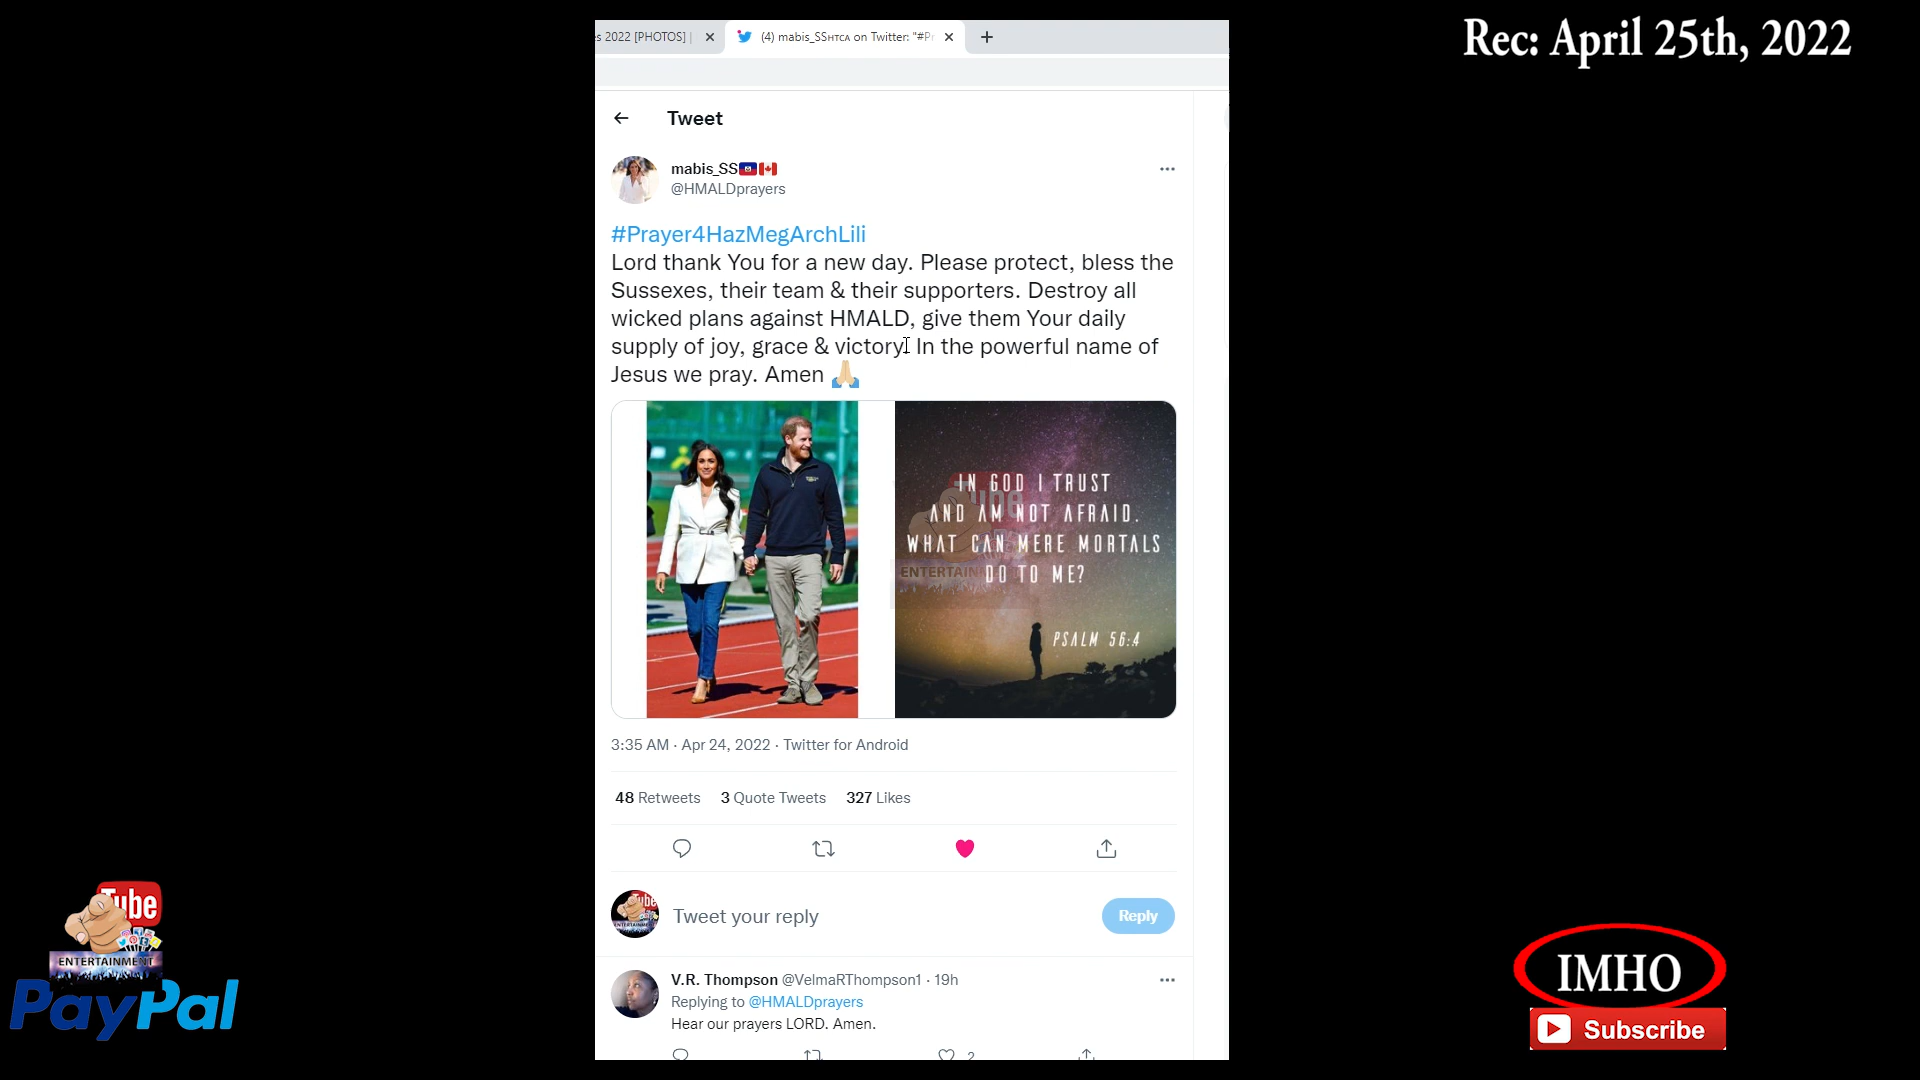 Rec: April 25th, 2022
s 2022 [PHOTOS] |
(4) mabis_SSHTCA on Twitter: "#Pr
Tweet
mabis_SS🇭🇹🇨🇦
@HMALDprayers
#Prayer4HazMegArchLili
Lord thank You for a new day. Please protect, bless the
Sussexes, their team & their supporters. Destroy all
wicked plans against HMALD, give them Your daily
supply of joy, grace & victory. In the powerful name of
Jesus we pray. Amen 🙏🏼
IN GOD I TRUST
AND AM NOT AFRAID.
WHAT CAN MERE MORTALS
DO TO ME?
PSALM 56:4
3:35 AM · Apr 24, 2022 · Twitter for Android
48 Retweets 3 Quote Tweets 327 Likes
Tweet your reply
Reply
V.R. Thompson @VelmaRThompson1 · 19h
Replying to @HMALDprayers
Hear our prayers LORD. Amen.
2
Tube
ENTERTAINMENT
PayPal
IMHO
Subscribe